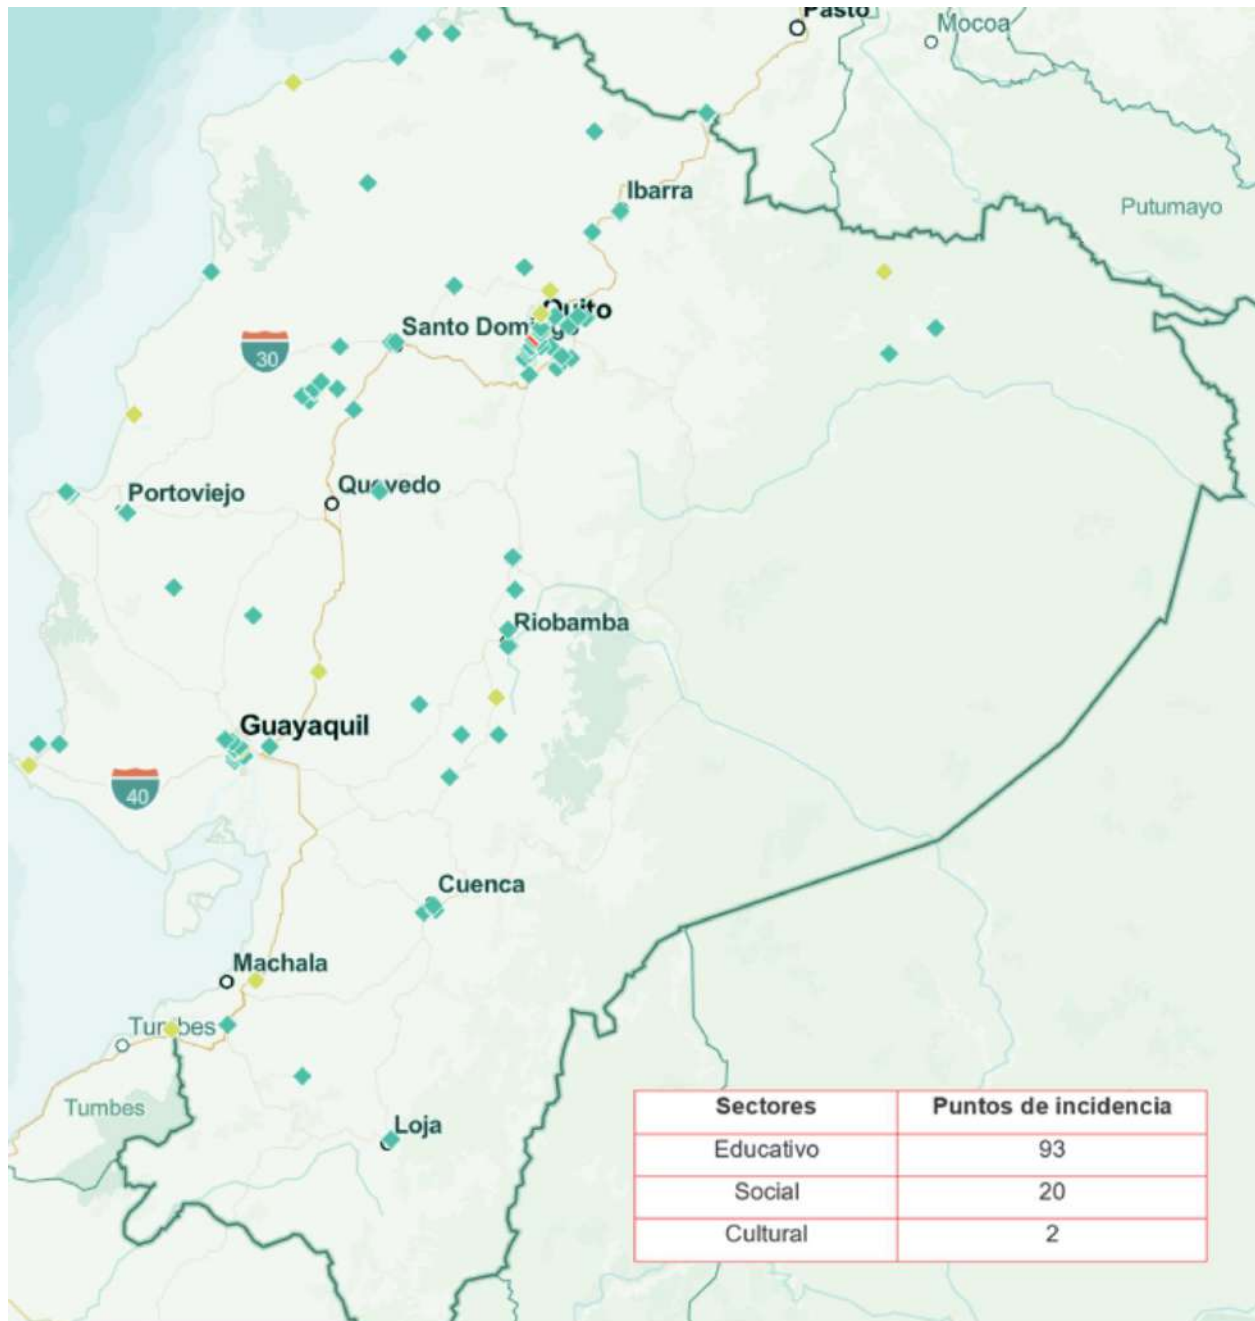 Pasto
Mocoa
Ibarra
Putumayo
Quito
Santo Domingo
30
Portoviejo
Quevedo
Riobamba
Guayaquil
40
Cuenca
Machala
Tumbes
Tumbes
Loja
Sectores Puntos de incidencia
Educativo 93
Social 20
Cultural 2